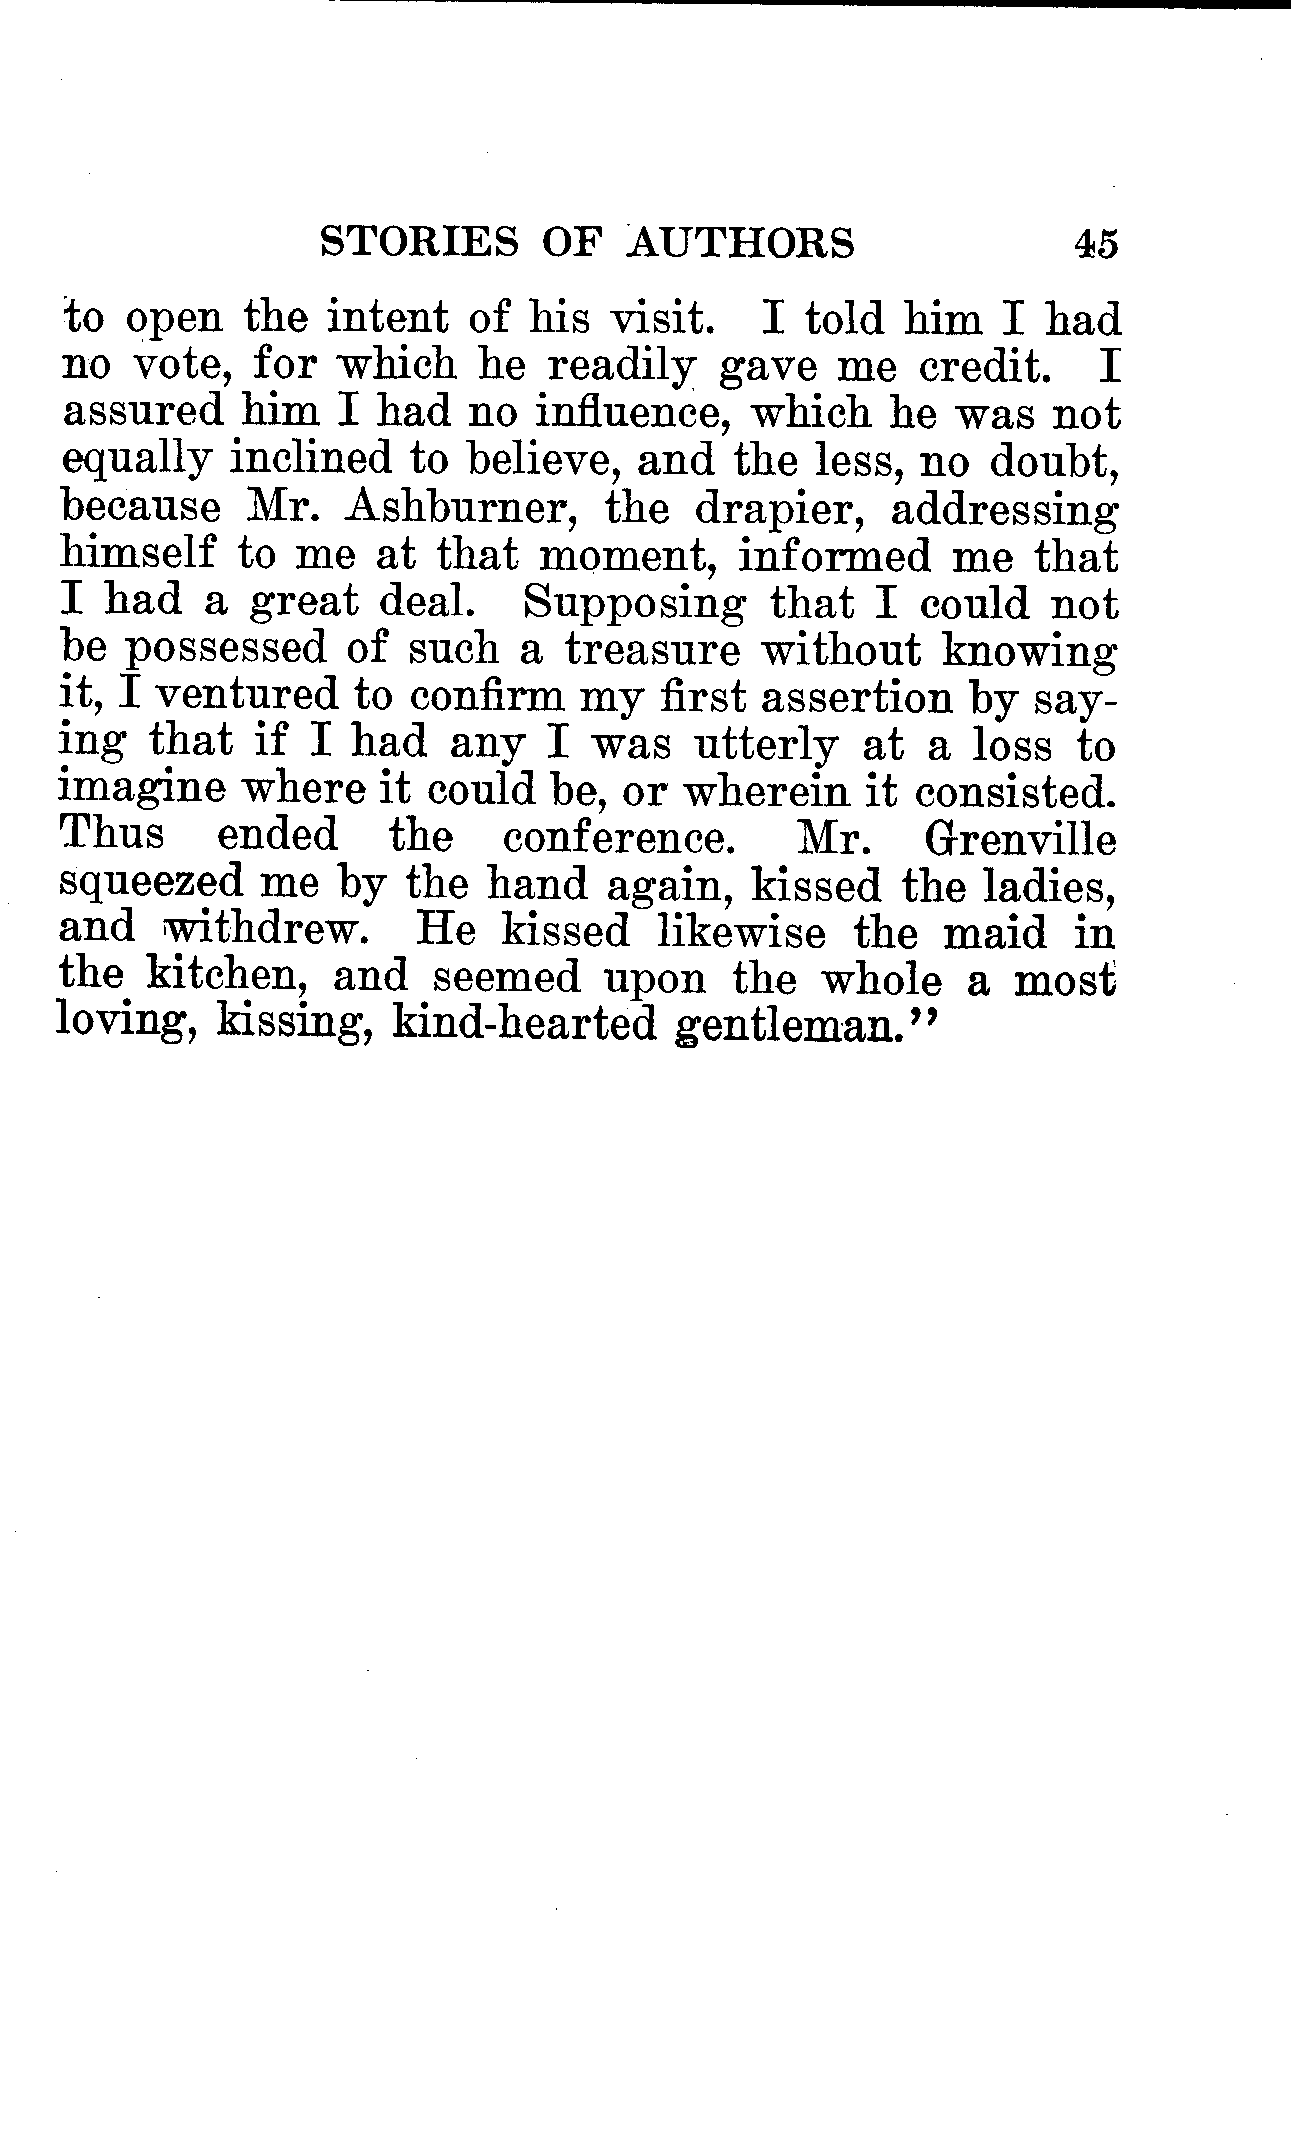 STORIES OF AUTHORS 45
to open the intent of his visit. I told him I had
no vote, for which he readily gave me credit. I
assured him I had no influence, which he was not
equally inclined to believe, and the less, no doubt,
because Mr. Ashburner, the drapier, addressing
himself to me at that moment, informed me that
I had a great deal. Supposing that I could not
be possessed of such a treasure without knowing
it, I ventured to confirm my first assertion by say-
ing that if I had any I was utterly at a loss to
imagine where it could be, or wherein it consisted.
Thus ended the conference. Mr. Grenville
squeezed me by the hand again, kissed the ladies,
and withdrew. He kissed likewise the maid in
the kitchen, and seemed upon the whole a most
loving, kissing, kind-hearted gentleman."